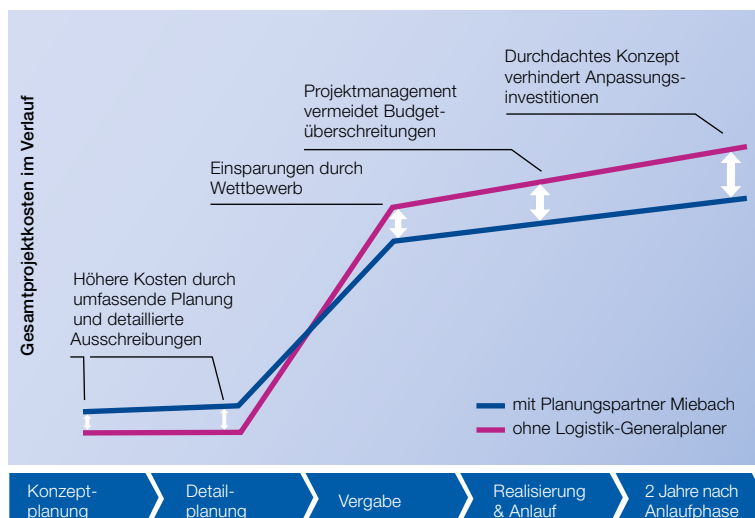 Gesamtprojektkosten im Verlauf
Durchdachtes Konzept
verhindert Anpassungs-
investitionen
Projektmanagement
vermeidet Budget-
überschreitungen
Einsparungen durch
Wettbewerb
Höhere Kosten durch
umfassende Planung
und detaillierte
Ausschreibungen
mit Planungspartner Miebach
ohne Logistik-Generalplaner
Konzept-
planung
Detail-
planung
Vergabe
Realisierung
& Anlauf
2 Jahre nach
Anlaufphase